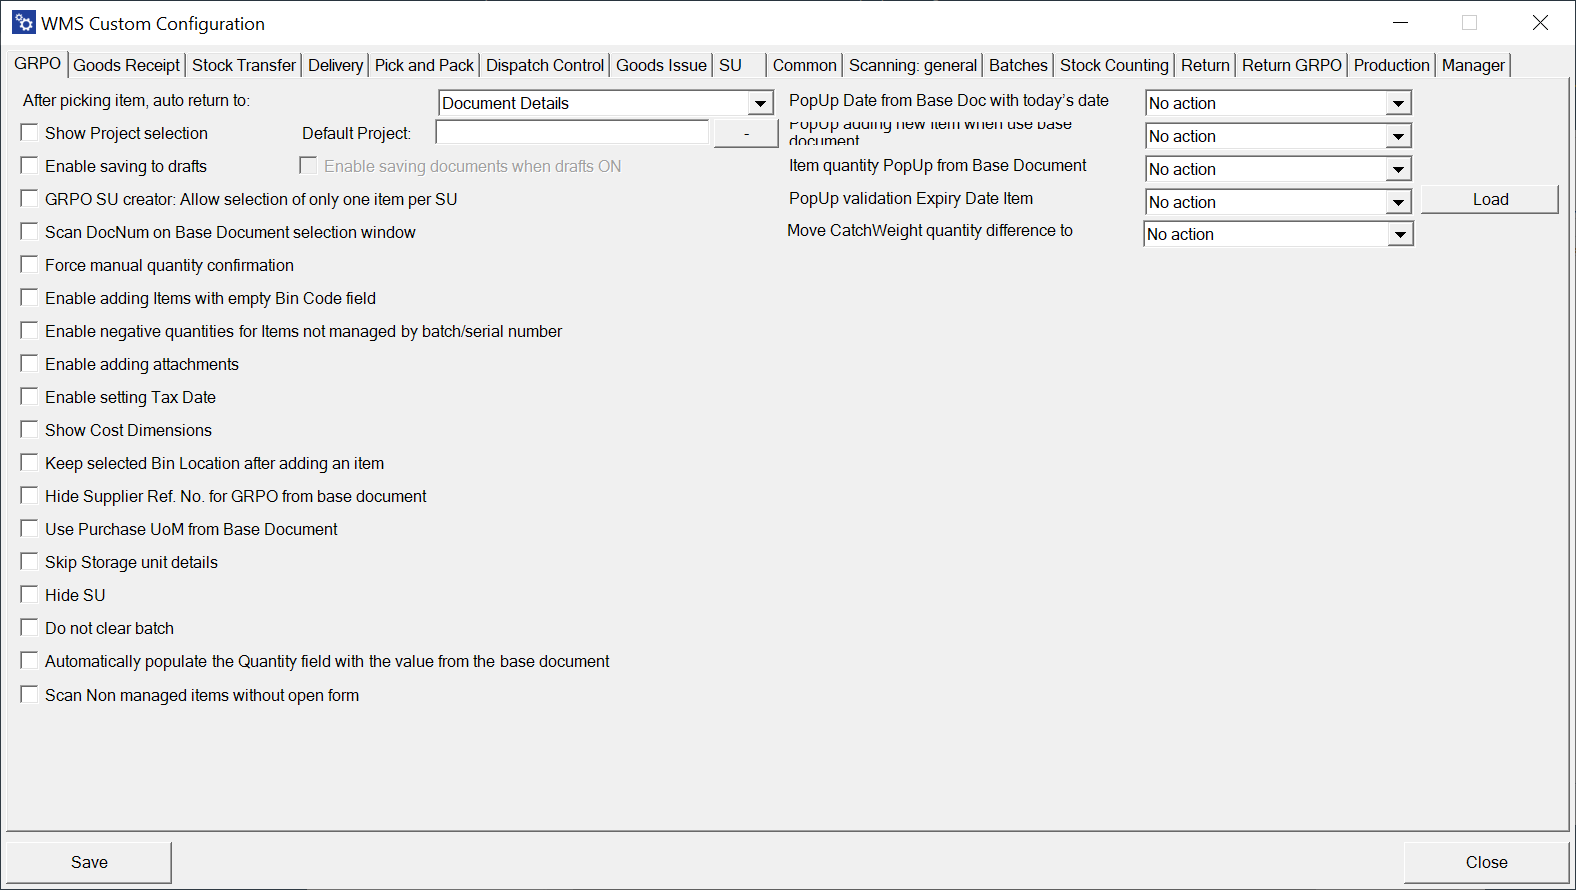 WMS Custom Configuration
GRPO Goods Receipt Stock Transfer Delivery Pick and Pack Dispatch Control Goods Issue SU Common Scanning: general Batches Stock Counting Return Return GRPO Production Manager
After picking item, auto return to: Document Details PopUp Date from Base Doc with today's date No action
Show Project selection Default Project: - PopUp adding new item when use base document No action
Enable saving to drafts Enable saving documents when drafts ON Item quantity PopUp from Base Document No action
GRPO SU creator: Allow selection of only one item per SU PopUp validation Expiry Date Item No action Load
Scan DocNum on Base Document selection window Move CatchWeight quantity difference to No action
Force manual quantity confirmation
Enable adding Items with empty Bin Code field
Enable negative quantities for Items not managed by batch/serial number
Enable adding attachments
Enable setting Tax Date
Show Cost Dimensions
Keep selected Bin Location after adding an item
Hide Supplier Ref. No. for GRPO from base document
Use Purchase UoM from Base Document
Skip Storage unit details
Hide SU
Do not clear batch
Automatically populate the Quantity field with the value from the base document
Scan Non managed items without open form
Save Close